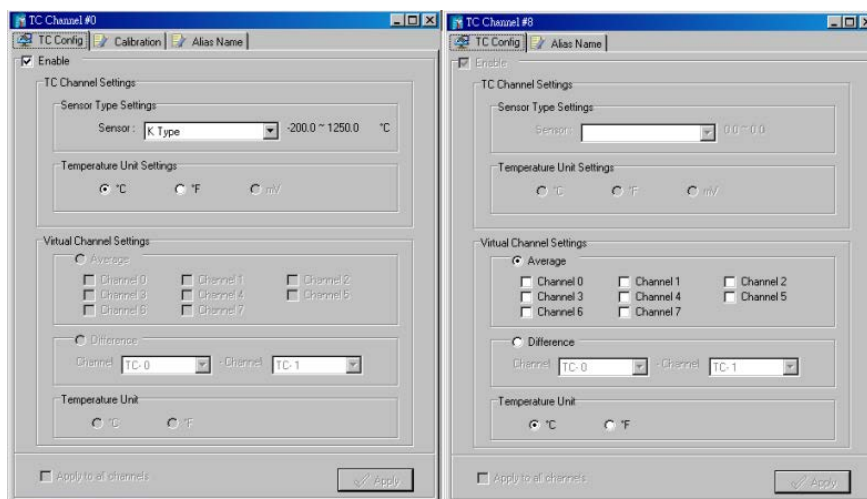 TC Channel #0
TC Config Calibration Alias Name
Enable
TC Channel Settings
Sensor Type Settings
Sensor : K Type -200.0 ~ 1250.0 °C
Temperature Unit Settings
°C °F mV
Virtual Channel Settings
Average
Channel 0 Channel 1 Channel 2
Channel 3 Channel 4 Channel 5
Channel 6 Channel 7
Difference
Channel TC- 0 - Channel TC- 1
Temperature Unit
°C °F
Apply to all channels
Apply
TC Channel #8
TC Config Alias Name
Enable
TC Channel Settings
Sensor Type Settings
Sensor : 0.0 ~ 0.0
Temperature Unit Settings
°C °F mV
Virtual Channel Settings
Average
Channel 0 Channel 1 Channel 2
Channel 3 Channel 4 Channel 5
Channel 6 Channel 7
Difference
Channel TC- 0 - Channel TC- 1
Temperature Unit
°C °F
Apply to all channels
Apply